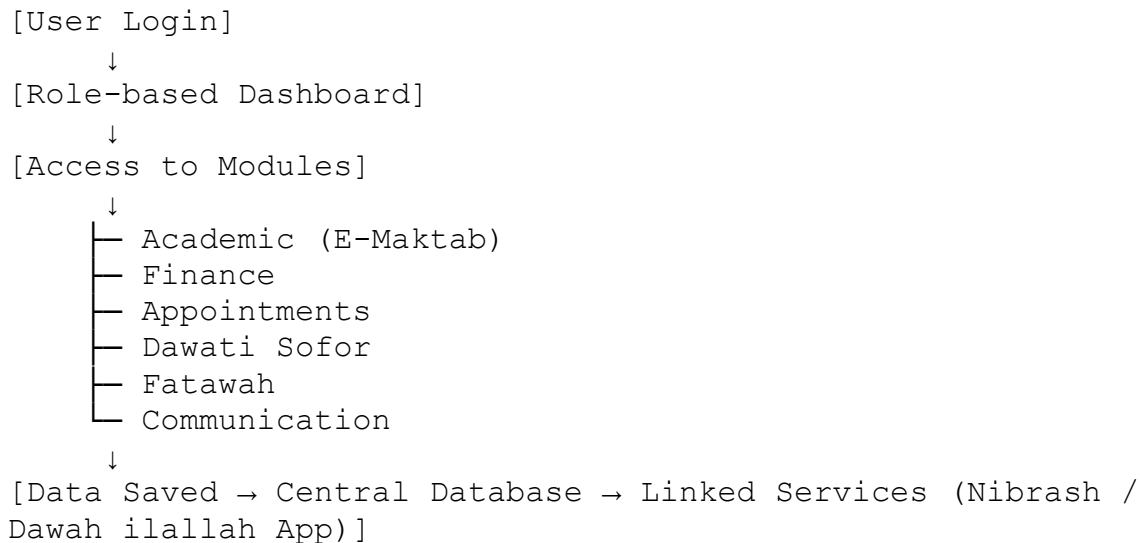 [User Login]
↓
[Role-based Dashboard]
↓
[Access to Modules]
↓
├─ Academic (E-Maktab)
├─ Finance
├─ Appointments
├─ Dawati Sofor
├─ Fatawah
└─ Communication
↓
[Data Saved → Central Database → Linked Services (Nibrash /
Dawah ilallah App)]